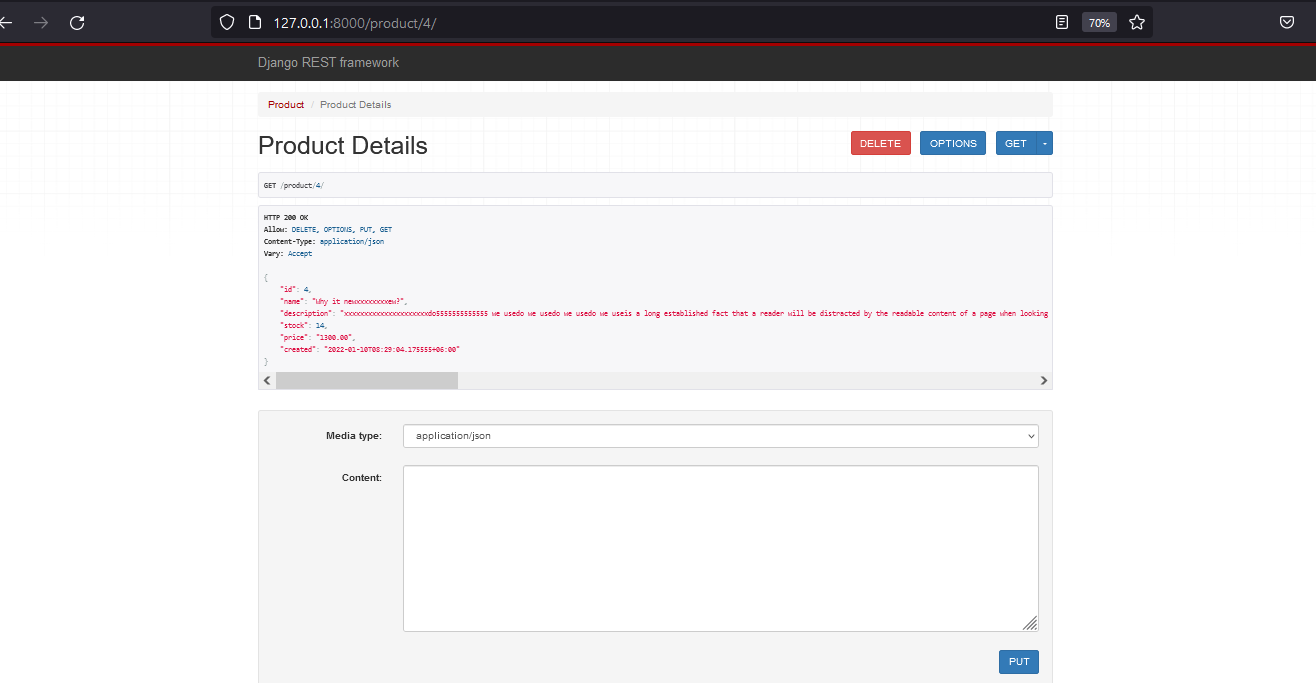 127.0.0.1:8000/product/4/
70%
Django REST framework
Product / Product Details
Product Details
DELETE
OPTIONS
GET
GET /product/4/
HTTP 200 OK
Allow: DELETE, OPTIONS, PUT, GET
Content-Type: application/json
Vary: Accept
{
"id": 4,
"name": "Why it newxxxxxxxxew?",
"description": "xxxxxxxxxxxxxxxxxxxxxdo5555555555555 we usedo we usedo we usedo we useis a long established fact that a reader will be distracted by the readable content of a page when looking
"stock": 14,
"price": "1300.00",
"created": "2022-01-10T08:29:04.175555+06:00"
}
Media type:
application/json
Content:
PUT